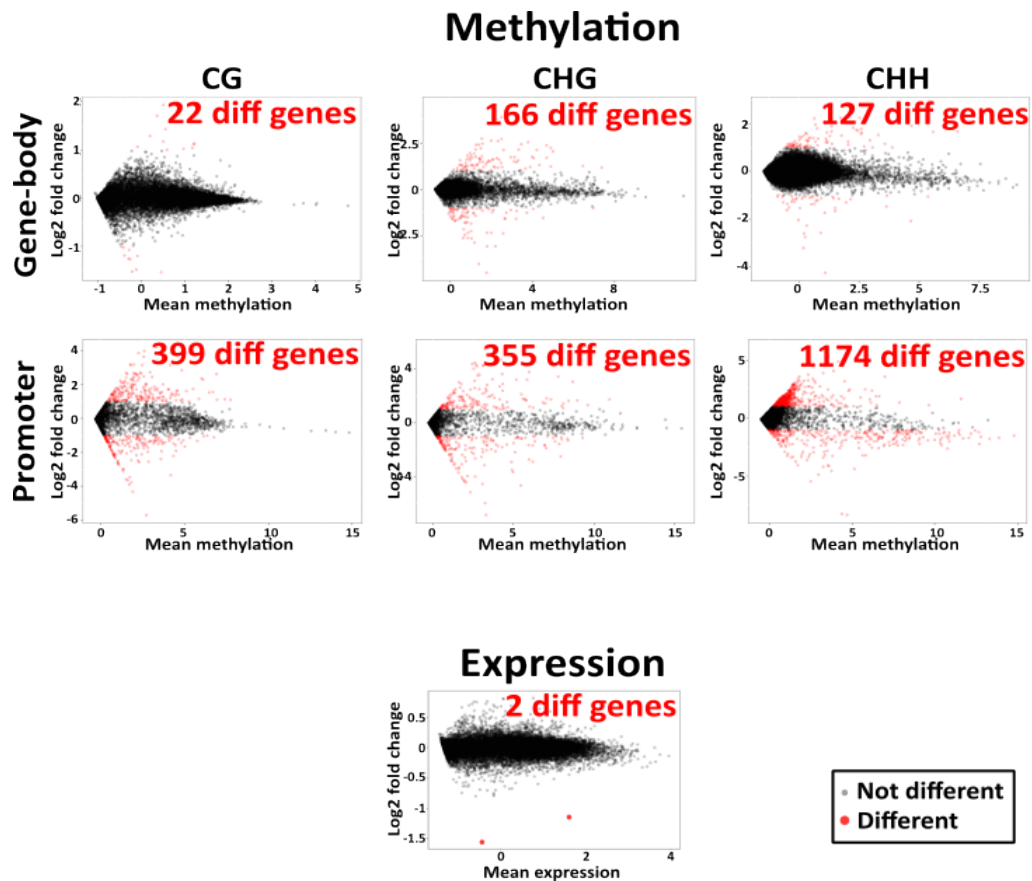 Methylation
CG
CHG
CHH
Gene-body
Log2 fold change
2
1
0
-1
22 diff genes
-1
0
1
2
3
4
5
Mean methylation
Log2 fold change
2.5
0
-2.5
166 diff genes
0
4
8
Mean methylation
Log2 fold change
2
0
-2
-4
127 diff genes
0
2.5
5
7.5
Mean methylation
Promoter
Log2 fold change
4
2
0
-2
-4
-6
399 diff genes
0
5
10
15
Mean methylation
Log2 fold change
4
0
-4
355 diff genes
0
5
10
15
Mean methylation
Log2 fold change
5
0
-5
1174 diff genes
0
5
10
15
Mean methylation
Expression
Log2 fold change
0.5
0
-0.5
-1
-1.5
2 diff genes
0
2
4
Mean expression
Not different
Different